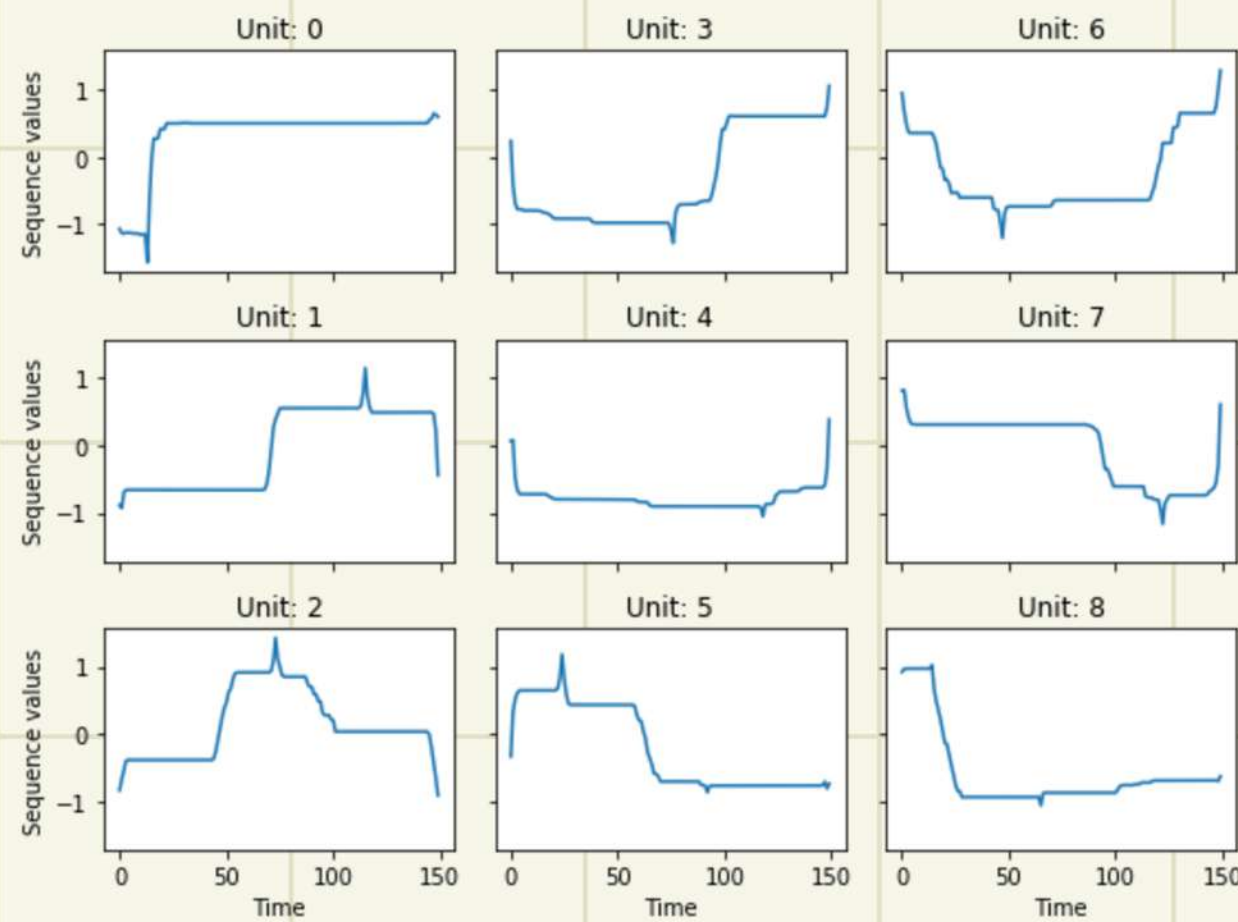 Unit: 0 Unit: 3 Unit: 6
Sequence values
1
0
−1
Unit: 1 Unit: 4 Unit: 7
Sequence values
1
0
−1
Unit: 2 Unit: 5 Unit: 8
Sequence values
1
0
−1
0 50 100 150 0 50 100 150 0 50 100 150
Time Time Time